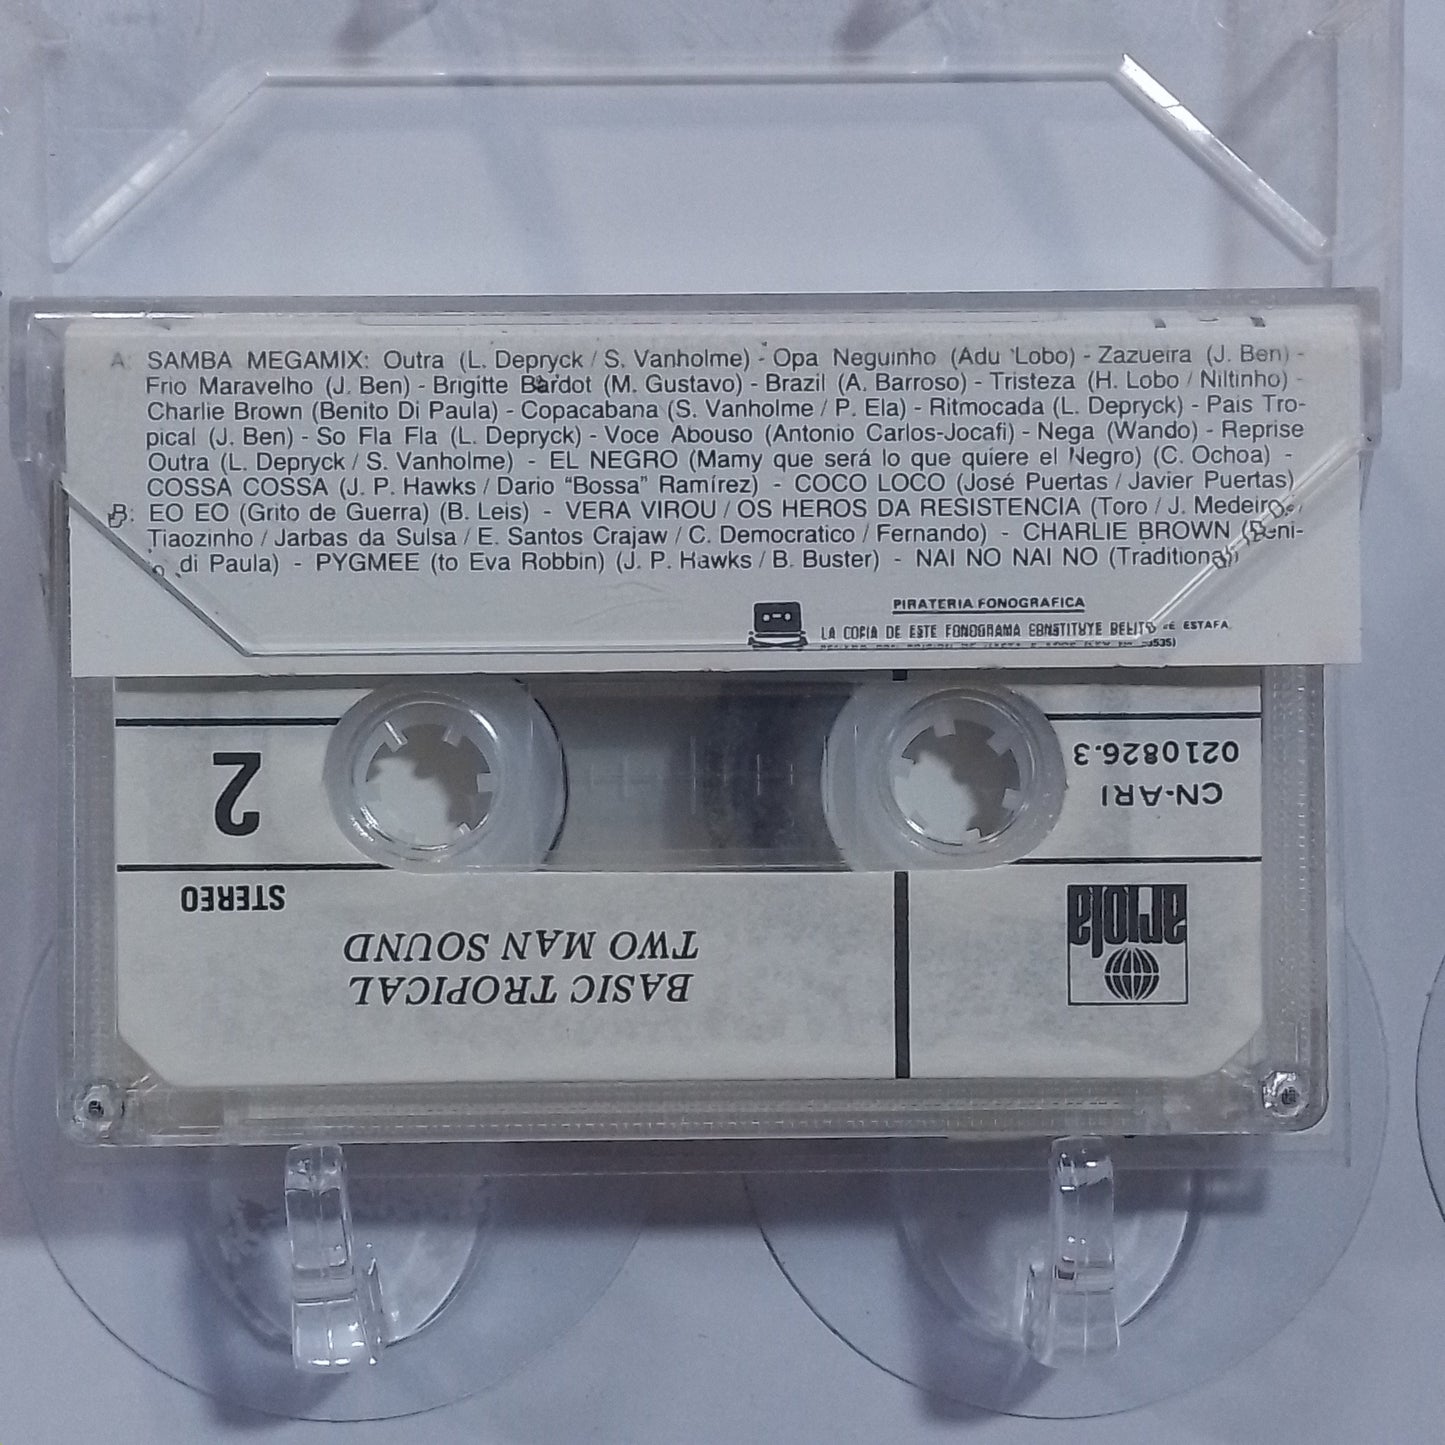 A: SAMBA MEGAMIX: Outra (L. Depryck / S. Vanholme) - Opa Neguinho (Adu Lobo) - Zazueira (J. Ben) -
Frio Maravelho (J. Ben) - Brigitte Bardot (M. Gustavo) - Brazil (A. Barroso) - Tristeza (H. Lobo / Niltinho) -
Charlie Brown (Benito Di Paula) - Copacabana (S. Vanholme / P. Ela) - Ritmocada (L. Depryck) - Pais Tro-
pical (J. Ben) - So Fla Fla (L. Depryck) - Voce Abouso (Antonio Carlos-Jocafi) - Nega (Wando) - Reprise
Outra (L. Depryck / S. Vanholme) - EL NEGRO (Mamy que será lo que quiere el Negro) (C. Ochoa) -
COSSA COSSA (J. P. Hawks / Dario "Bossa" Ramírez) - COCO LOCO (José Puertas / Javier Puertas)
B: EO EO (Grito de Guerra) (B. Leis) - VERA VIROU / OS HEROS DA RESISTENCIA (Toro / J. Medeiros /
Tiaozinho / Jarbas da Sulsa / E. Santos Crajaw / C. Democratico / Fernando) - CHARLIE BROWN (Beni-
to di Paula) - PYGMEE (to Eva Robbin) (J. P. Hawks / B. Buster) - NAI NO NAI NO (Traditional)
PIRATERIA FONOGRAFICA
LA COPIA DE ESTE FONOGRAMA CONSTITUYE DELITO DE ESTAFA
2
STEREO
CN-ARI
0210826.3
ariola
BASIC TROPICAL
TWO MAN SOUND